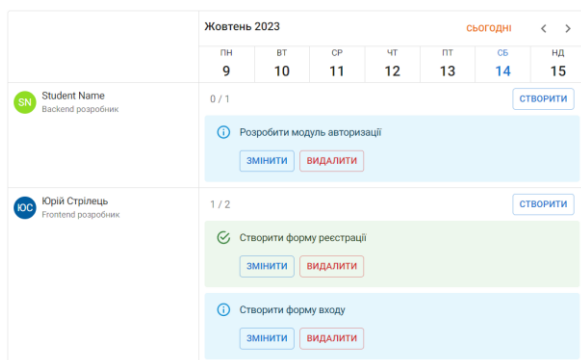 Жовтень 2023 СЬОГОДНІ
ПН ВТ СР ЧТ ПТ СБ НД
9 10 11 12 13 14 15
SN Student Name
Backend розробник
0 / 1 СТВОРИТИ
Розробити модуль авторизації
ЗМІНИТИ ВИДАЛИТИ
ЮС Юрій Стрілець
Frontend розробник
1 / 2 СТВОРИТИ
Створити форму реєстрації
ЗМІНИТИ ВИДАЛИТИ
Створити форму входу
ЗМІНИТИ ВИДАЛИТИ